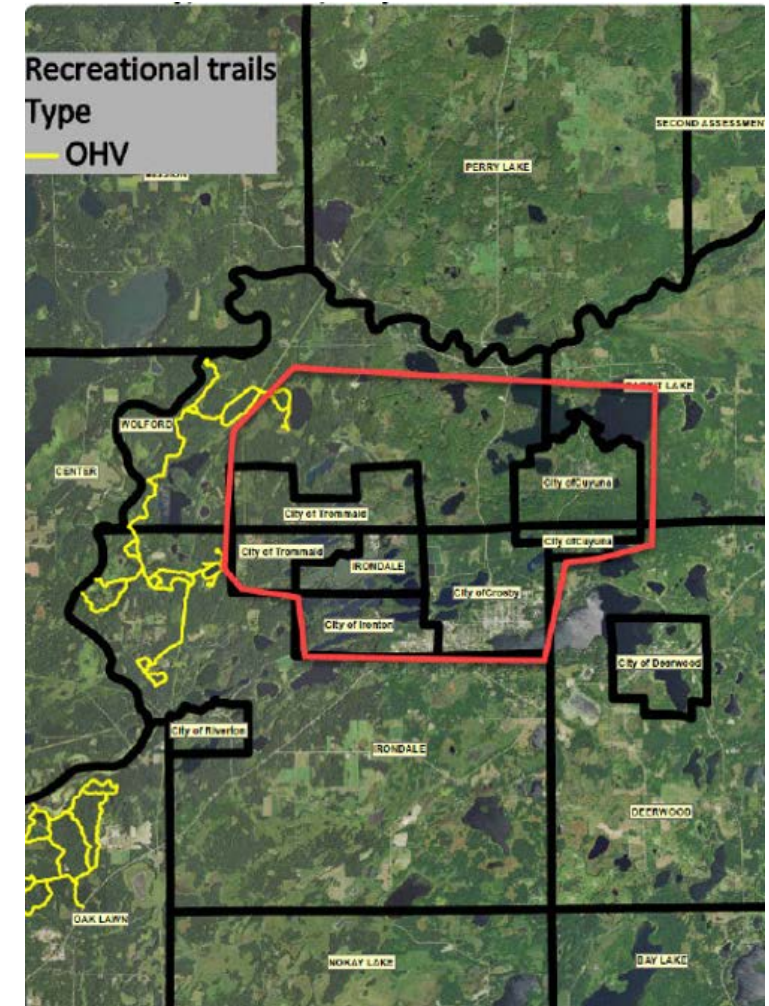 Recreational trails
Type
OHV
SECOND ASSESSMENT
PERRY LAKE
RABBIT LAKE
WOLFORD
CENTER
City of Cuyuna
City of Trommald
City of Trommald
City of Cuyuna
IRONDALE
City of Crosby
City of Ironton
City of Deerwood
City of Riverton
IRONDALE
DEERWOOD
OAK LAWN
NOKAY LAKE
BAY LAKE